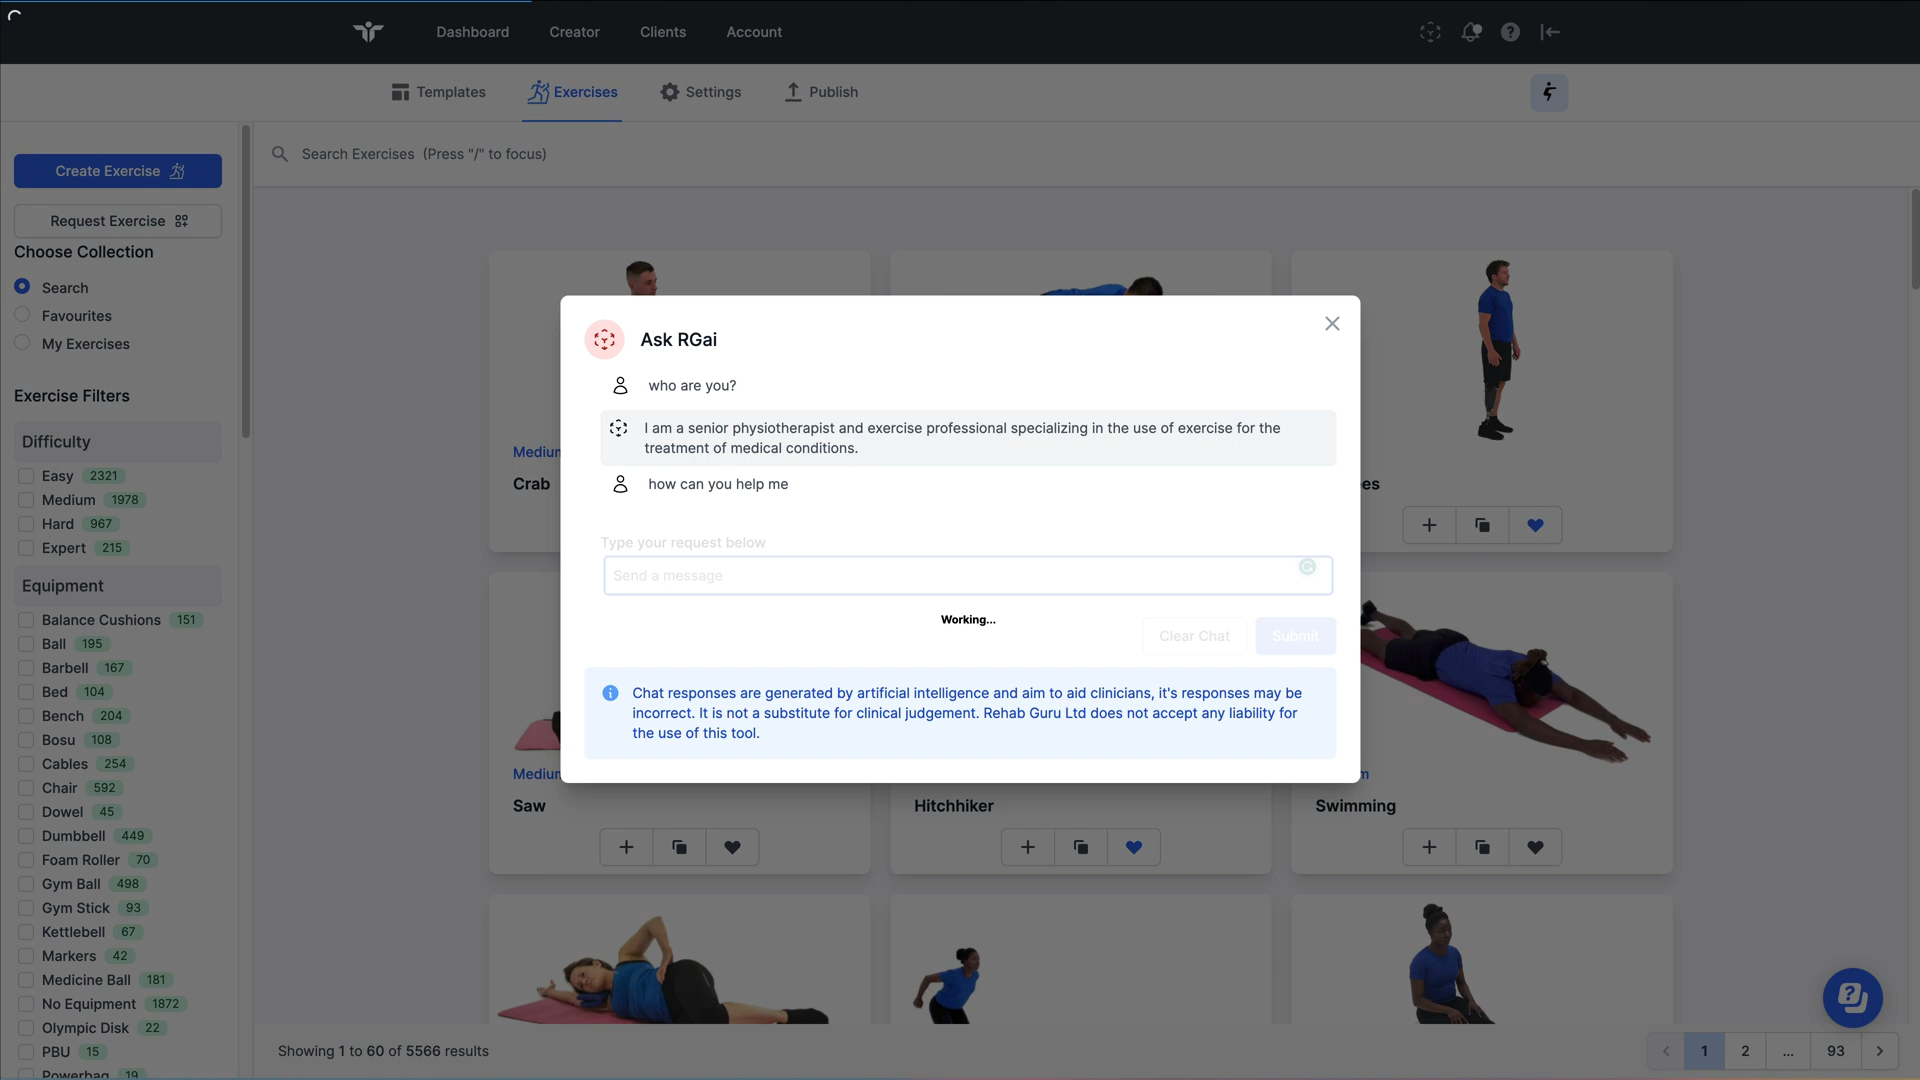 Dashboard
Creator
Clients
Account
Templates
Exercises
Settings
Publish
Create Exercise
Request Exercise
Choose Collection
Search
Favourites
My Exercises
Exercise Filters
Difficulty
Easy 2321
Medium 1978
Hard 967
Expert 215
Equipment
Balance Cushions 151
Ball 195
Barbell 167
Bed 104
Bench 204
Bosu 108
Cables 254
Chair 592
Dowel 45
Dumbbell 449
Foam Roller 70
Gym Ball 498
Gym Stick 93
Kettlebell 67
Markers 42
Medicine Ball 181
No Equipment 1872
Olympic Disk 22
PBU 15
Powerbag 19
Search Exercises (Press "/" to focus)
Crab
es
Ask RGai
who are you?
I am a senior physiotherapist and exercise professional specializing in the use of exercise for the
treatment of medical conditions.
how can you help me
Type your request below
Send a message
Working...
Clear Chat
Submit
Chat responses are generated by artificial intelligence and aim to aid clinicians, it's responses may be
incorrect. It is not a substitute for clinical judgement. Rehab Guru Ltd does not accept any liability for
the use of this tool.
Saw
Hitchhiker
Swimming
Showing 1 to 60 of 5566 results
1
2
...
93